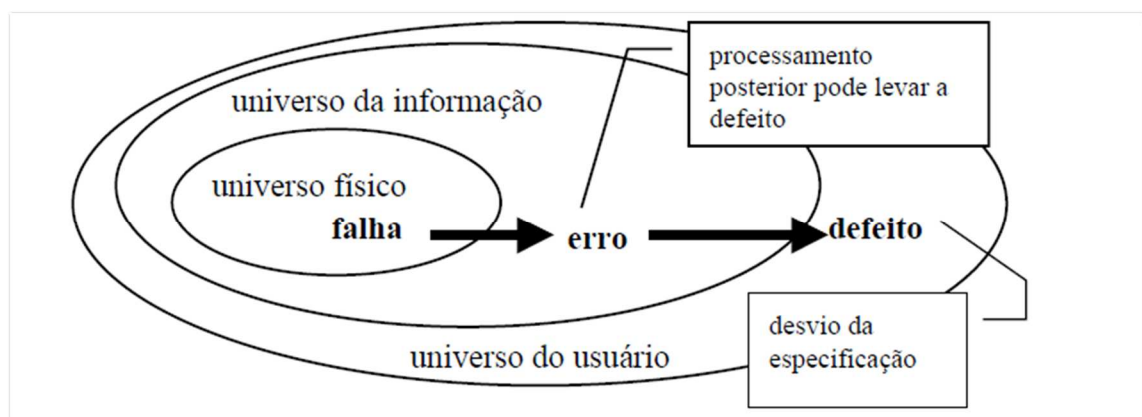 processamento
posterior pode levar a
defeito
universo da informação
universo físico
falha
erro
defeito
desvio da
especificação
universo do usuário